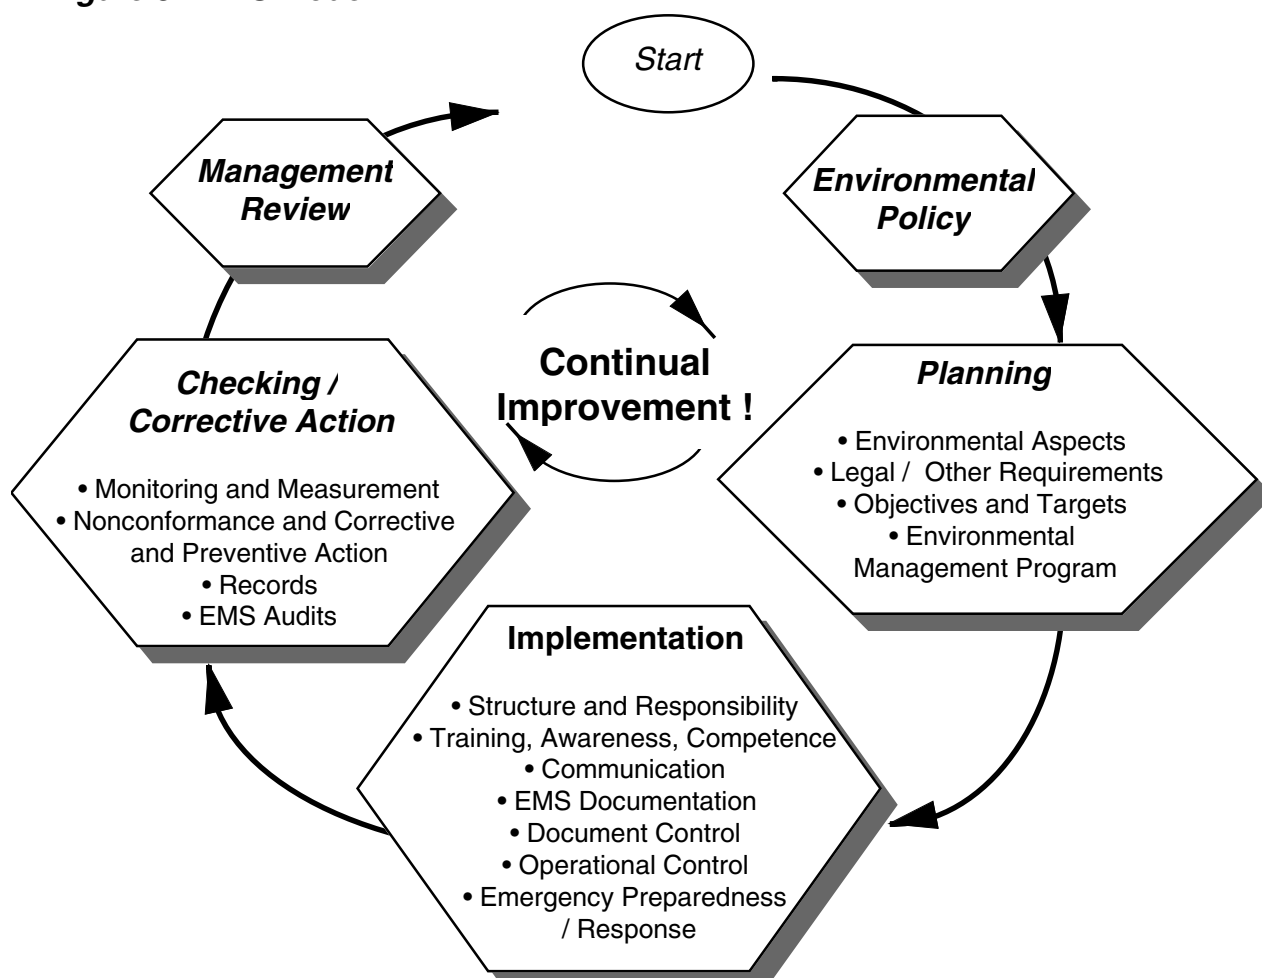 Start
Management
Review
Environmental
Policy
Continual
Improvement !
Planning
• Environmental Aspects
• Legal / Other Requirements
• Objectives and Targets
• Environmental
Management Program
Checking /
Corrective Action
• Monitoring and Measurement
• Nonconformance and Corrective
and Preventive Action
• Records
• EMS Audits
Implementation
• Structure and Responsibility
• Training, Awareness, Competence
• Communication
• EMS Documentation
• Document Control
• Operational Control
• Emergency Preparedness
/ Response